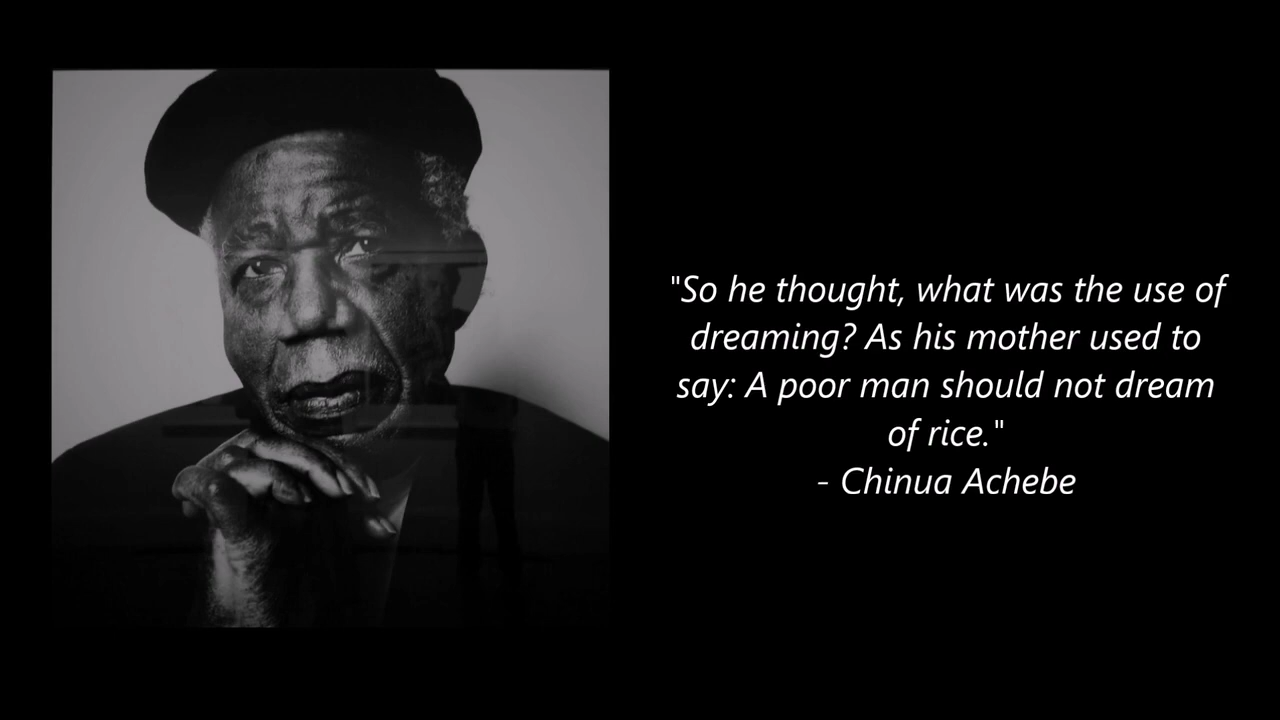 "So he thought, what was the use of
dreaming? As his mother used to
say: A poor man should not dream
of rice."
- Chinua Achebe